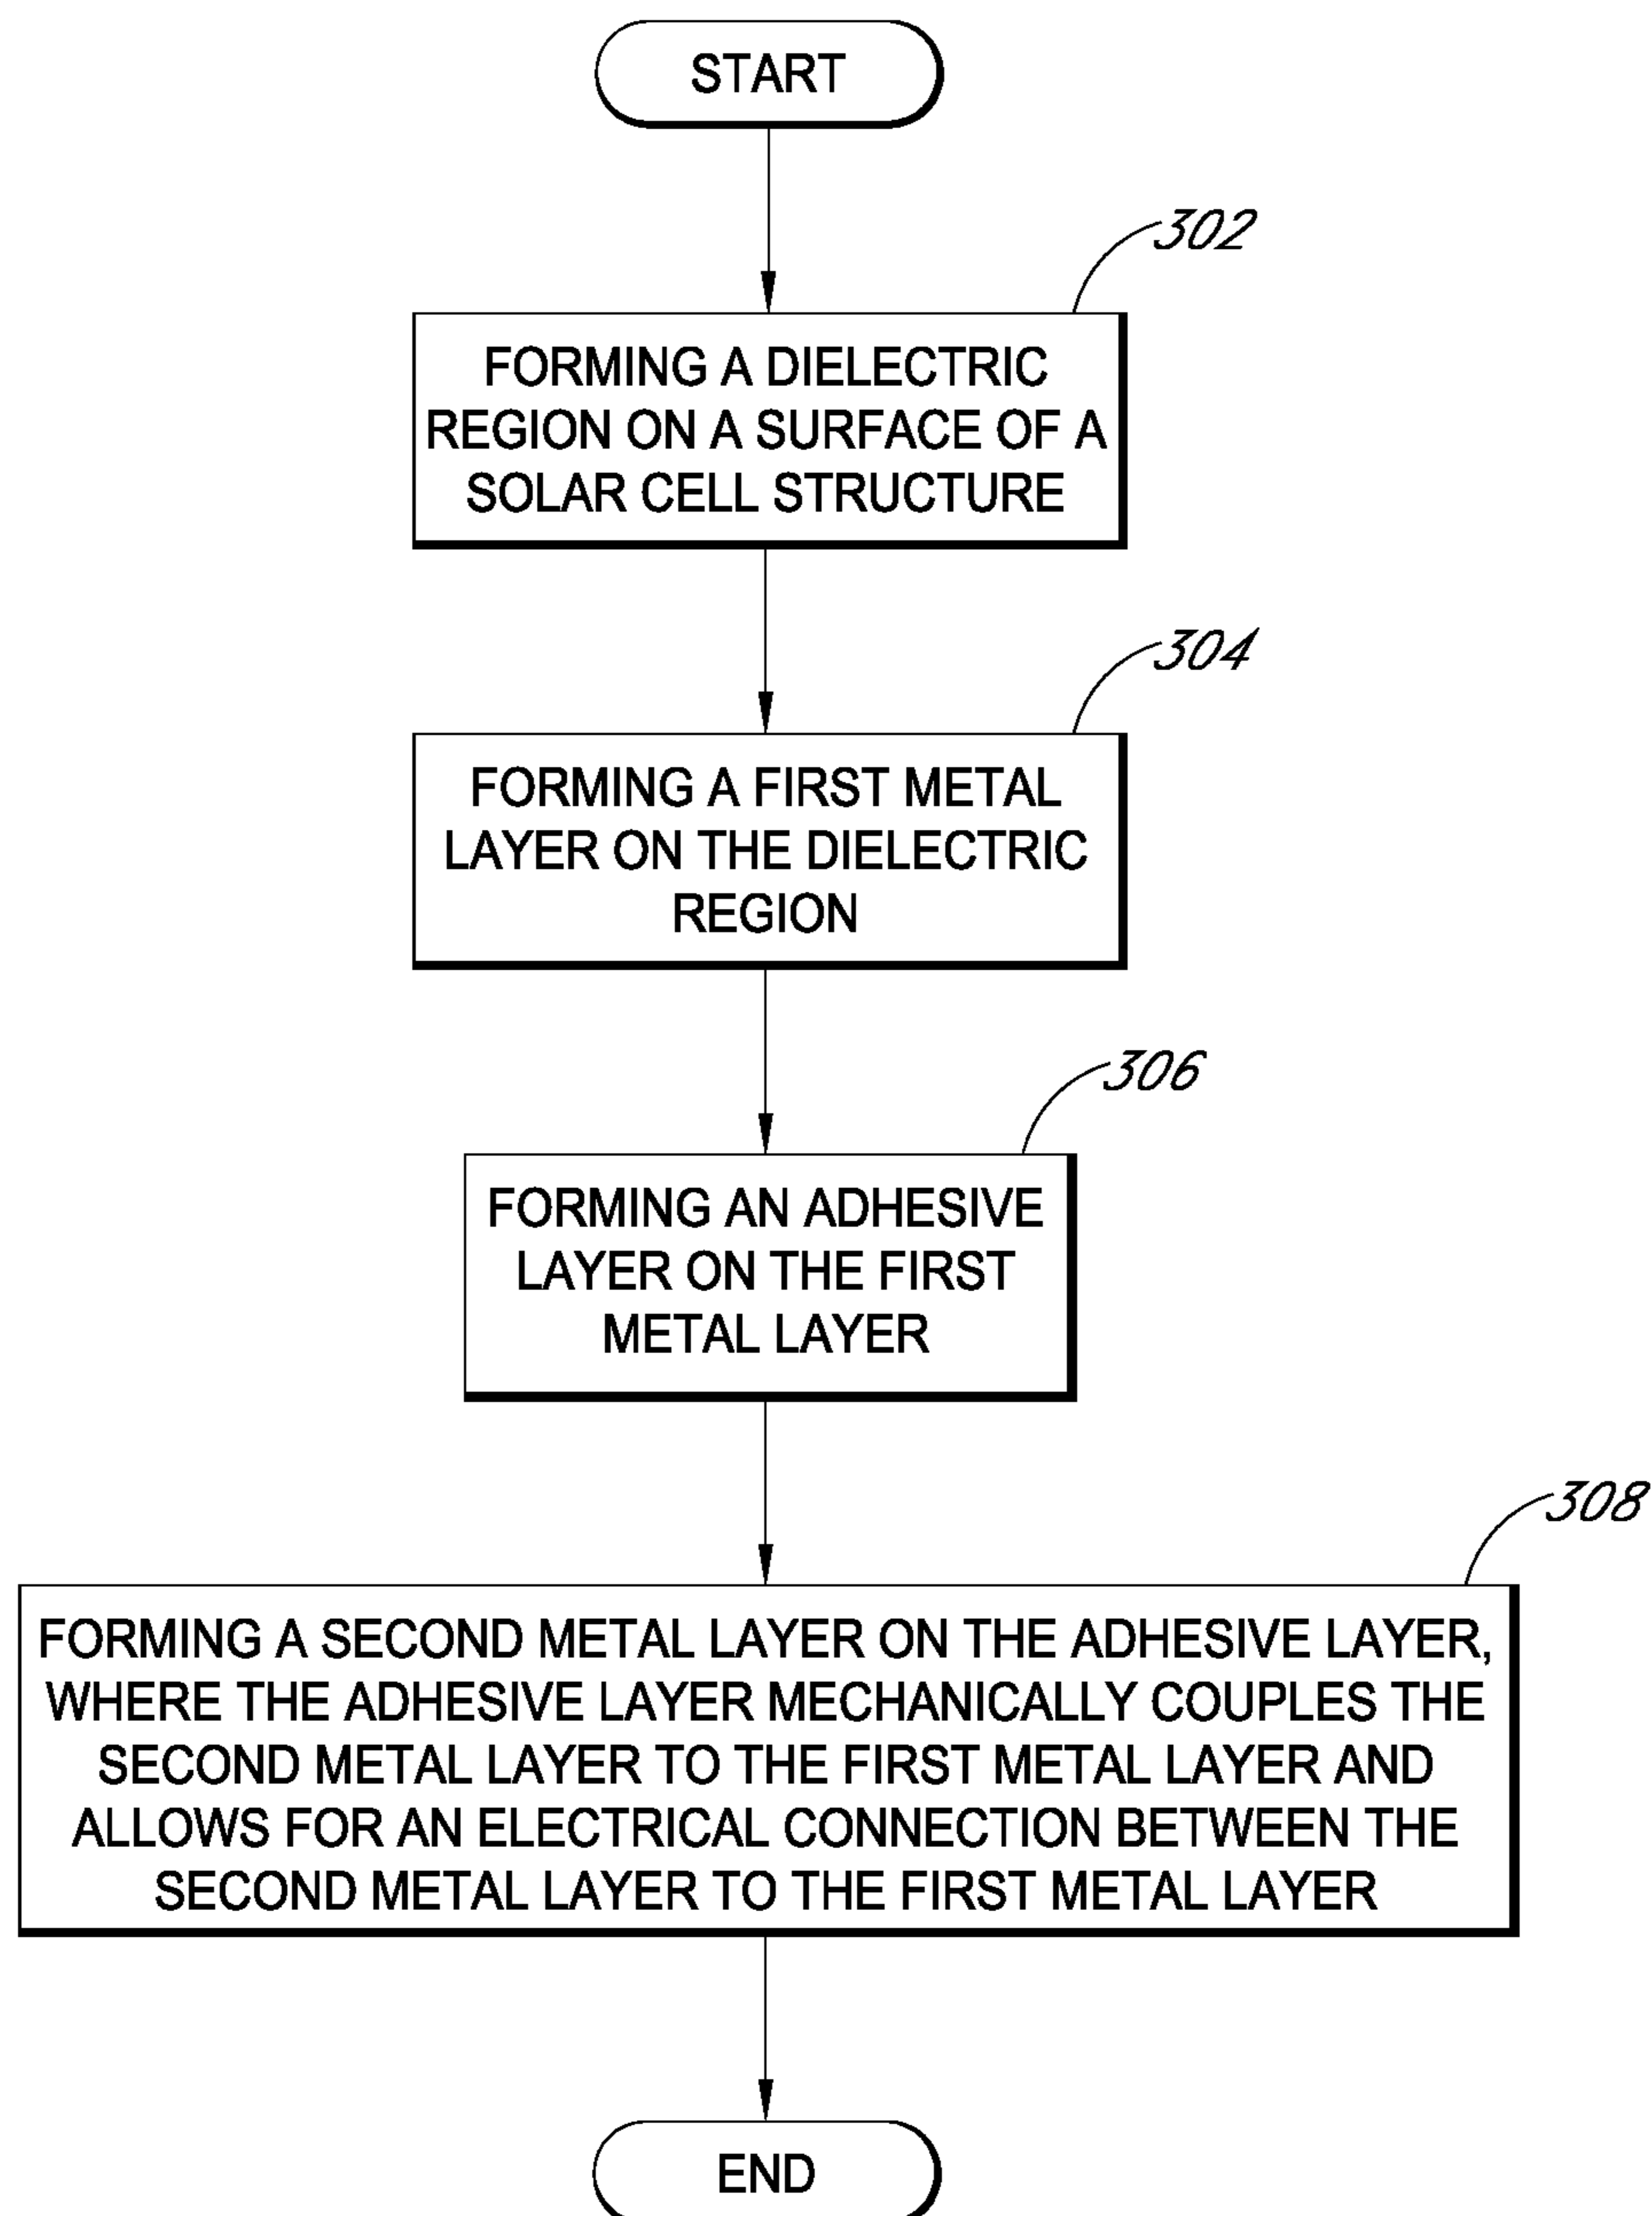 START
302
FORMING A DIELECTRIC
REGION ON A SURFACE OF A
SOLAR CELL STRUCTURE
304
FORMING A FIRST METAL
LAYER ON THE DIELECTRIC
REGION
306
FORMING AN ADHESIVE
LAYER ON THE FIRST
METAL LAYER
308
FORMING A SECOND METAL LAYER ON THE ADHESIVE LAYER,
WHERE THE ADHESIVE LAYER MECHANICALLY COUPLES THE
SECOND METAL LAYER TO THE FIRST METAL LAYER AND
ALLOWS FOR AN ELECTRICAL CONNECTION BETWEEN THE
SECOND METAL LAYER TO THE FIRST METAL LAYER
END